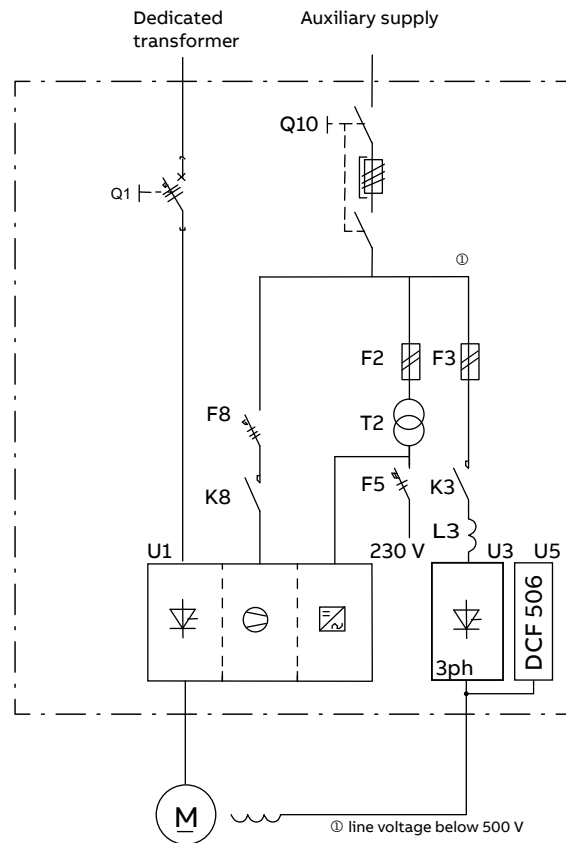 Dedicated
transformer
Auxiliary supply
Q10
Q1
①
F2
F3
F8
T2
F5
K3
K8
L3
U1
230 V
U3
U5
DCF 506
3ph
M
① line voltage below 500 V